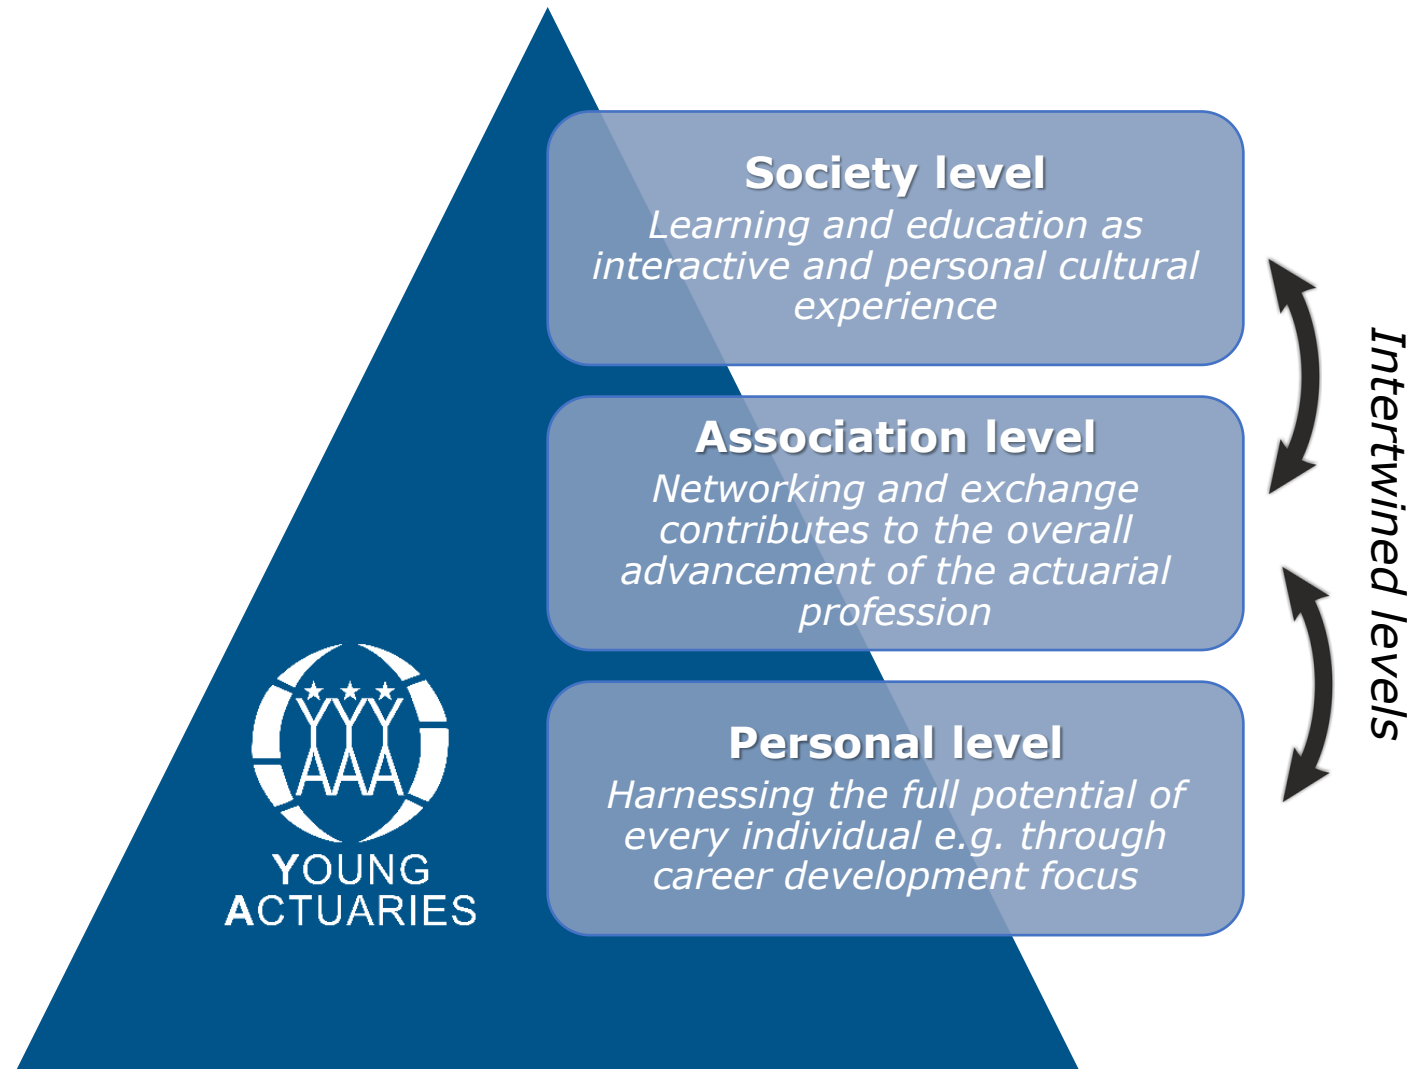 Society level
Learning and education as
interactive and personal cultural
experience
Association level
Networking and exchange
contributes to the overall
advancement of the actuarial
profession
Personal level
Harnessing the full potential of
every individual e.g. through
career development focus
Intertwined levels
YYY
AAA
YOUNG
ACTUARIES